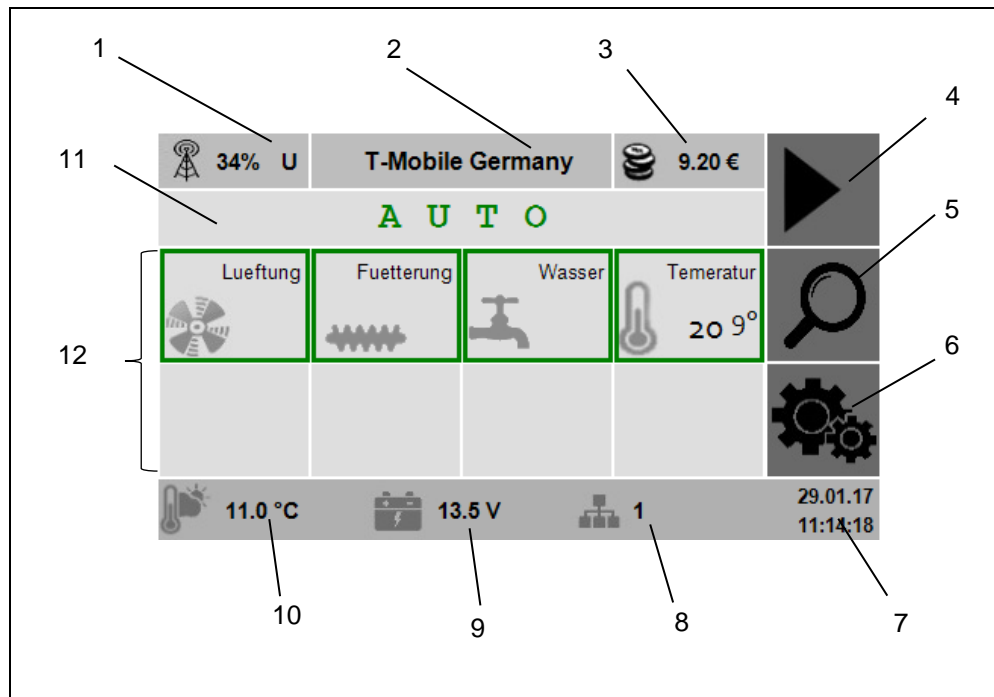 1
2
3
4
34% U
T-Mobile Germany
9.20 €
11
A U T O
5
Lueftung
Fuetterung
Wasser
Temeratur
20 9°
12
6
11.0 °C
13.5 V
1
29.01.17
11:14:18
10
9
8
7